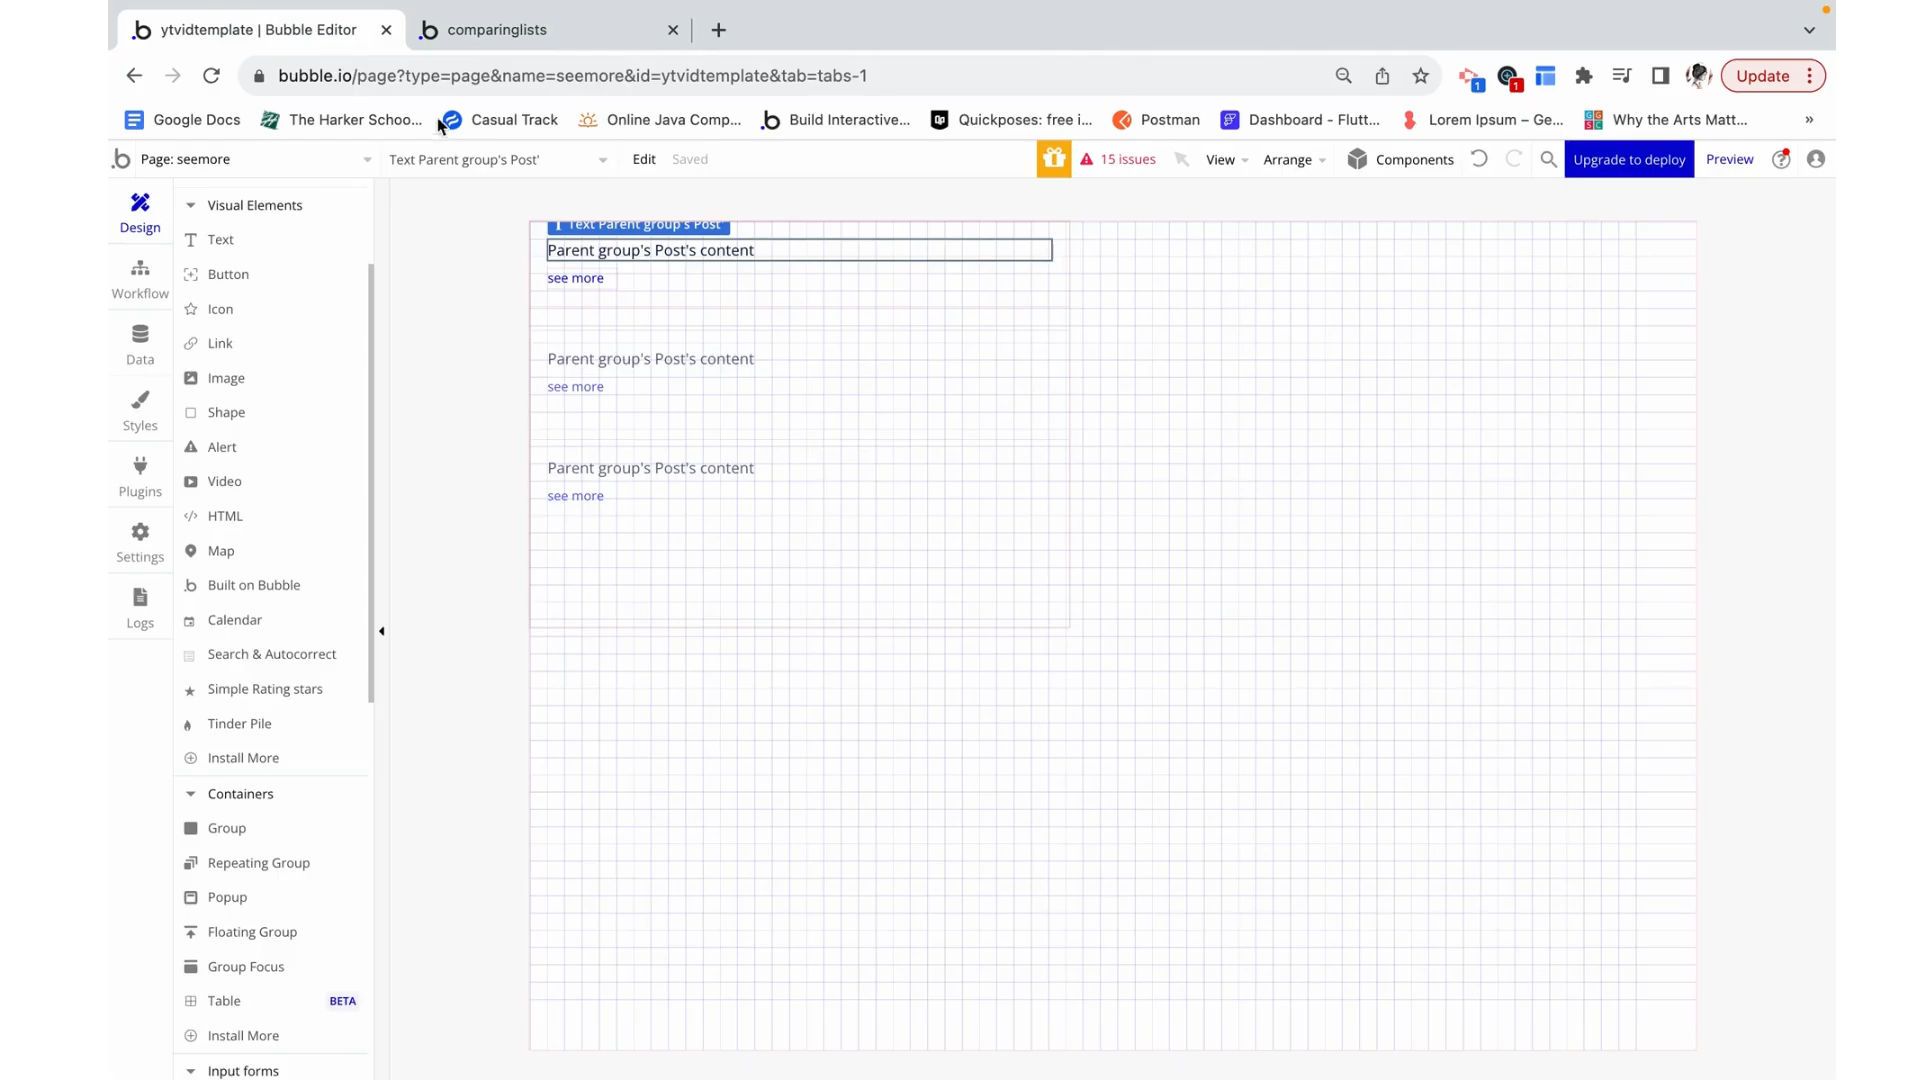 ytvidtemplate | Bubble Editor
comparinglists
bubble.io/page?type=page&name=seemore&id=ytvidtemplate&tab=tabs-1
1
1
Update
Google Docs
The Harker Schoo...
Casual Track
Online Java Comp...
Build Interactive...
Quickposes: free i...
Postman
Dashboard - Flutt...
Lorem Ipsum – Ge...
Why the Arts Matt...
»
Page: seemore
Text Parent group's Post'
Edit
Saved
15 issues
View
Arrange
Components
Upgrade to deploy
Preview
Design
Workflow
Data
Styles
Plugins
Settings
Logs
Visual Elements
Text
Button
Icon
Link
Image
Shape
Alert
Video
HTML
Map
Built on Bubble
Calendar
Search & Autocorrect
Simple Rating stars
Tinder Pile
Install More
Containers
Group
Repeating Group
Popup
Floating Group
Group Focus
Table BETA
Install More
Input forms
Text Parent group's Post'
Parent group's Post's content
see more
Parent group's Post's content
see more
Parent group's Post's content
see more